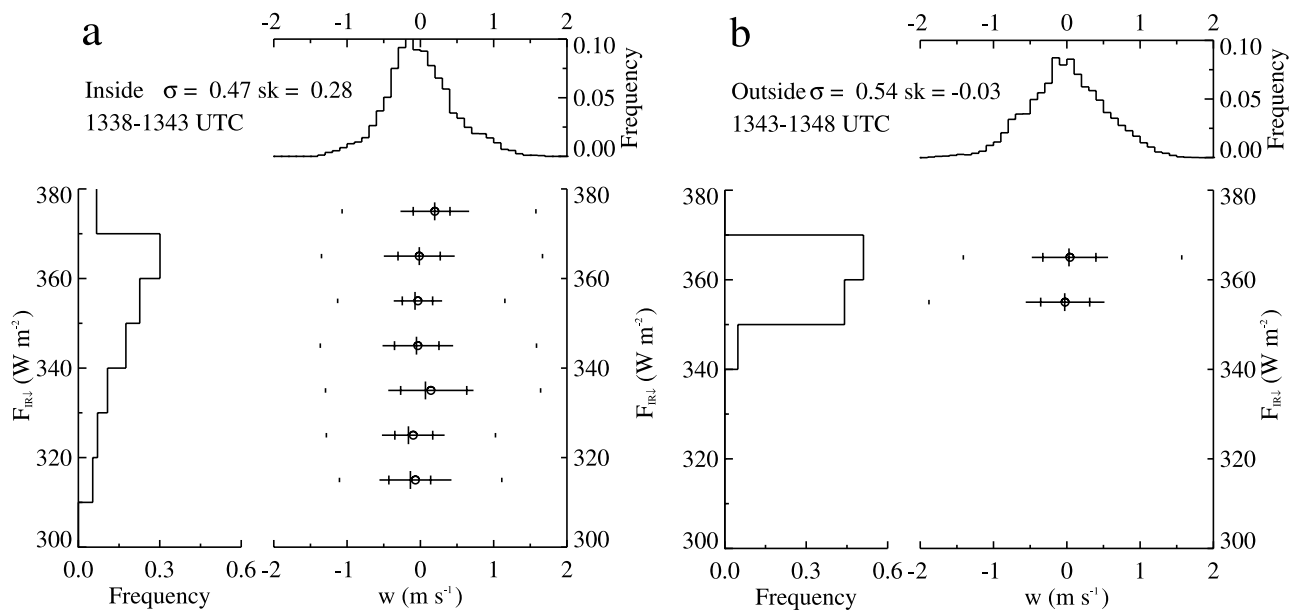 a
-2 -1 0 1 2
0.10
0.05
0.00
Frequency
Inside σ = 0.47 sk = 0.28
1338-1343 UTC
380
360
340
320
300
F_IR↓ (W m⁻²)
0.0 0.3 0.6
Frequency
-2 -1 0 1 2
w (m s⁻¹)
380
360
340
320
300
F_IR↓ (W m⁻²)
b
-2 -1 0 1 2
0.10
0.05
0.00
Frequency
Outside σ = 0.54 sk = -0.03
1343-1348 UTC
380
360
340
320
300
F_IR↓ (W m⁻²)
0.0 0.3 0.6
Frequency
-2 -1 0 1 2
w (m s⁻¹)
380
360
340
320
300
F_IR↓ (W m⁻²)